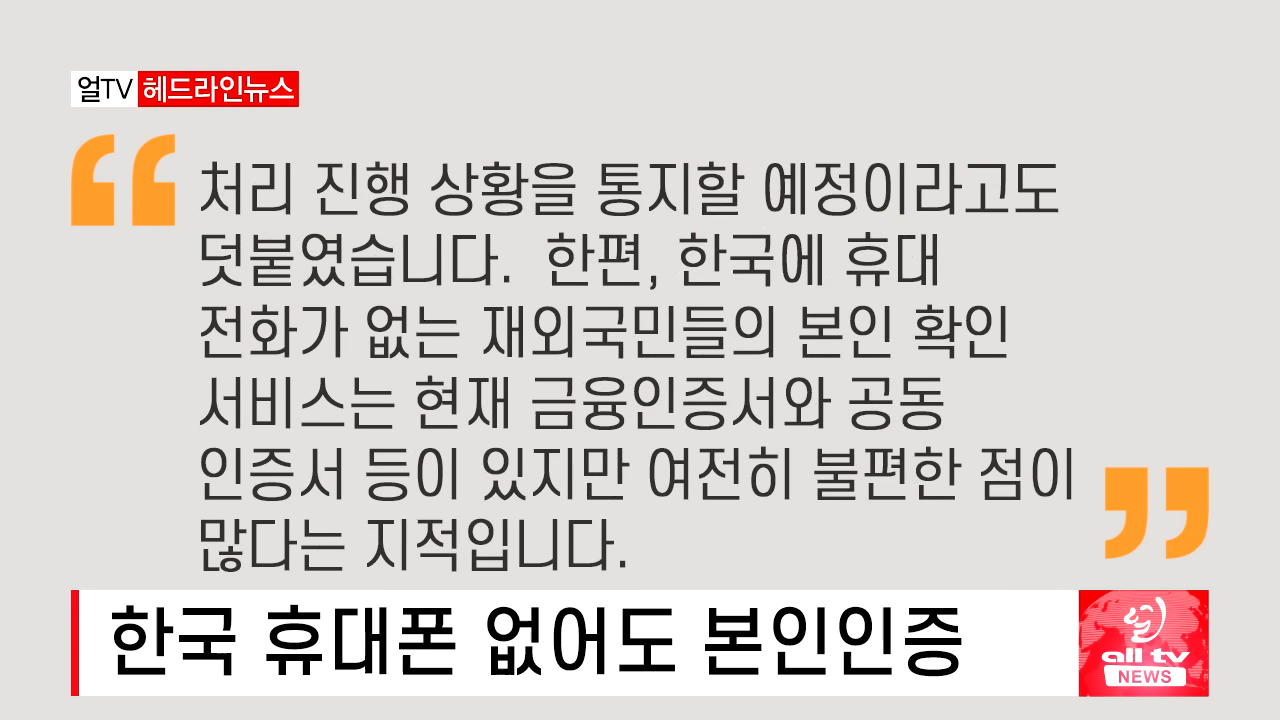 얼TV 헤드라인뉴스
처리 진행 상황을 통지할 예정이라고도
덧붙였습니다. 한편, 한국에 휴대
전화가 없는 재외국민들의 본인 확인
서비스는 현재 금융인증서와 공동
인증서 등이 있지만 여전히 불편한 점이
많다는 지적입니다.
한국 휴대폰 없어도 본인인증
얼
all tv
NEWS